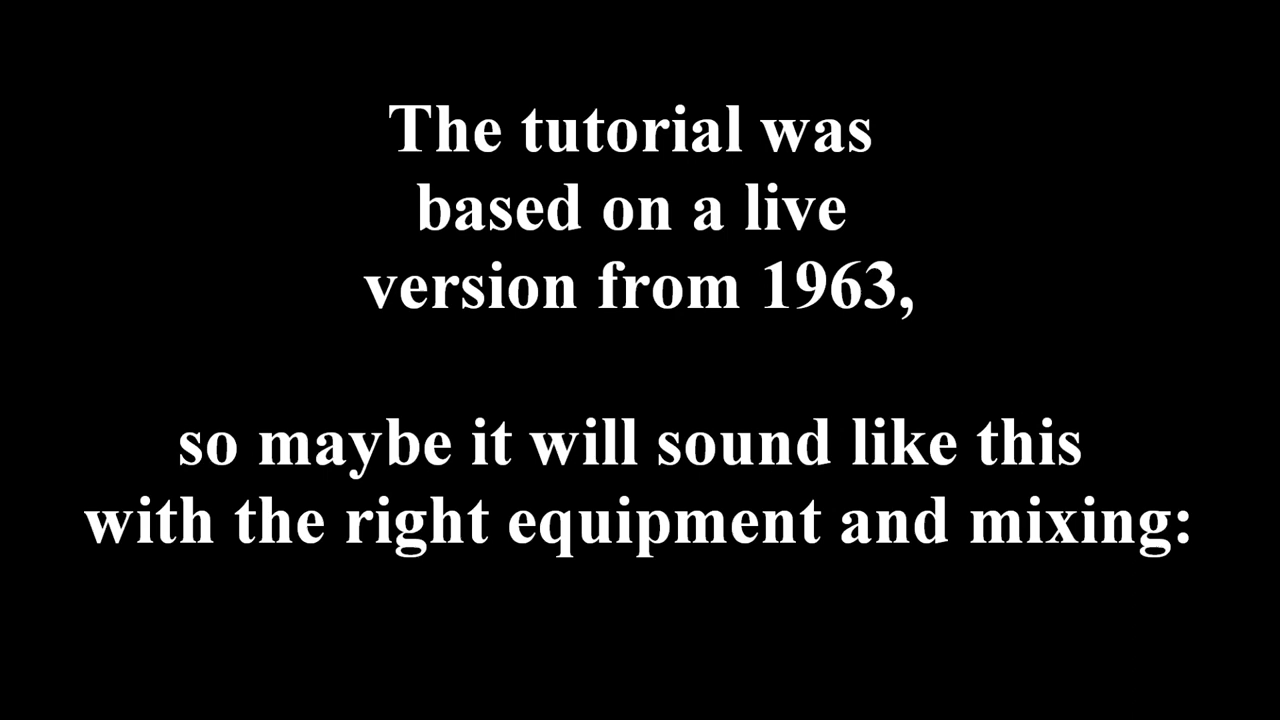 The tutorial was
based on a live
version from 1963,
so maybe it will sound like this
with the right equipment and mixing: